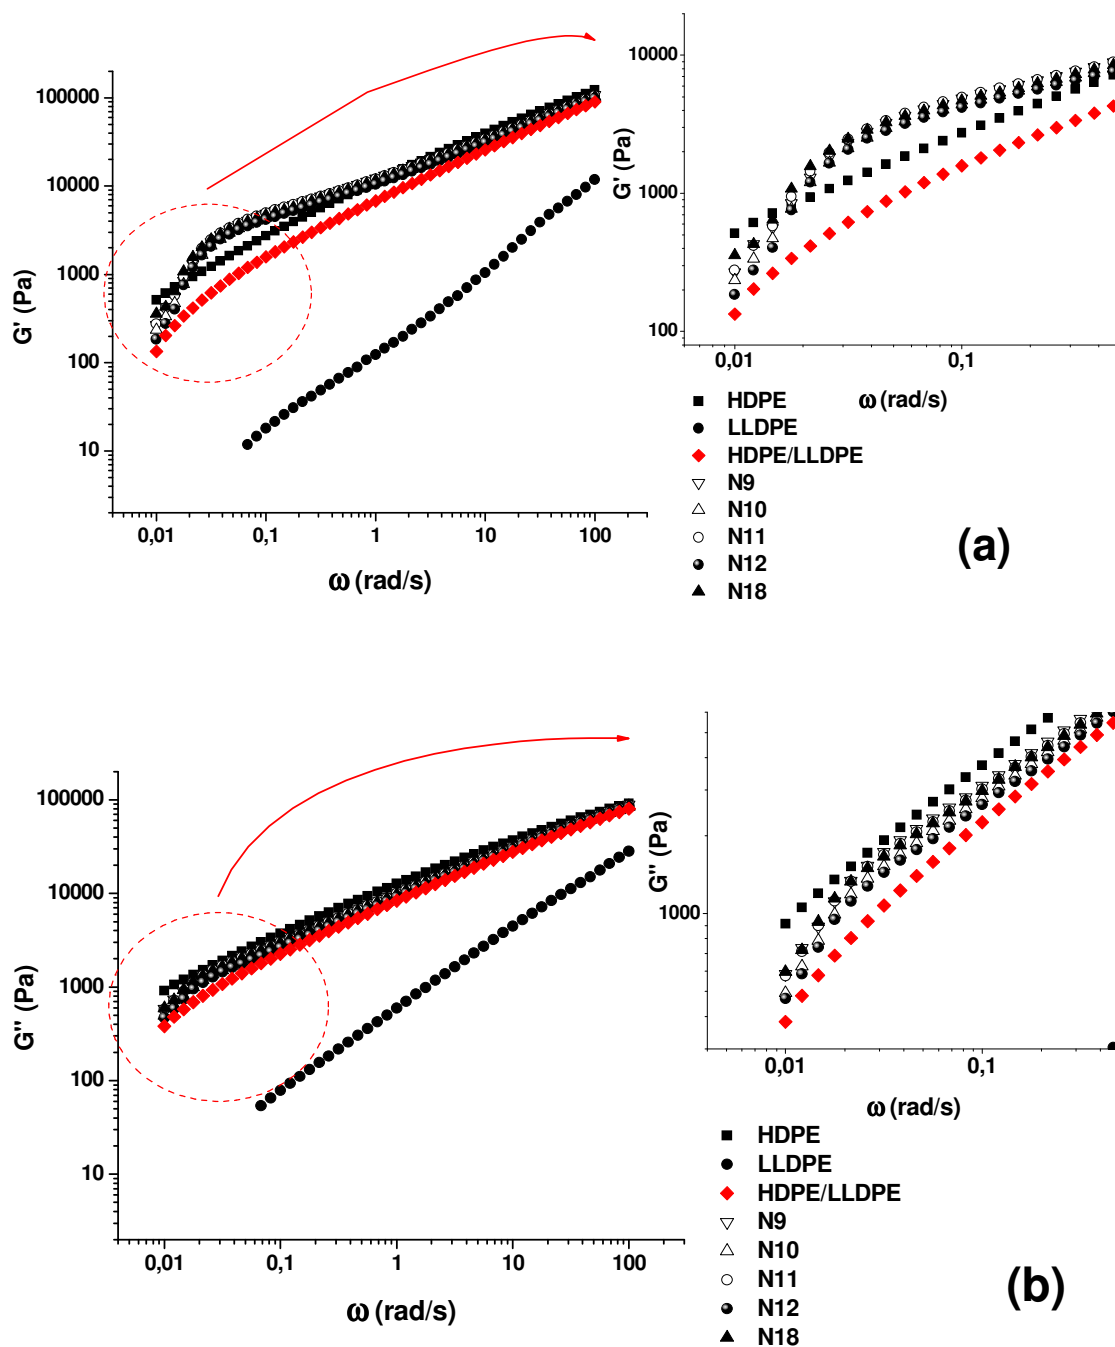 100000
10000
1000
100
10
G' (Pa)
0,01
0,1
1
10
100
ω (rad/s)
10000
1000
100
G' (Pa)
0,01
0,1
ω (rad/s)
HDPE
LLDPE
HDPE/LLDPE
N9
N10
N11
N12
N18
(a)
100000
10000
1000
100
10
G'' (Pa)
0,01
0,1
1
10
100
ω (rad/s)
1000
G'' (Pa)
0,01
0,1
ω (rad/s)
HDPE
LLDPE
HDPE/LLDPE
N9
N10
N11
N12
N18
(b)